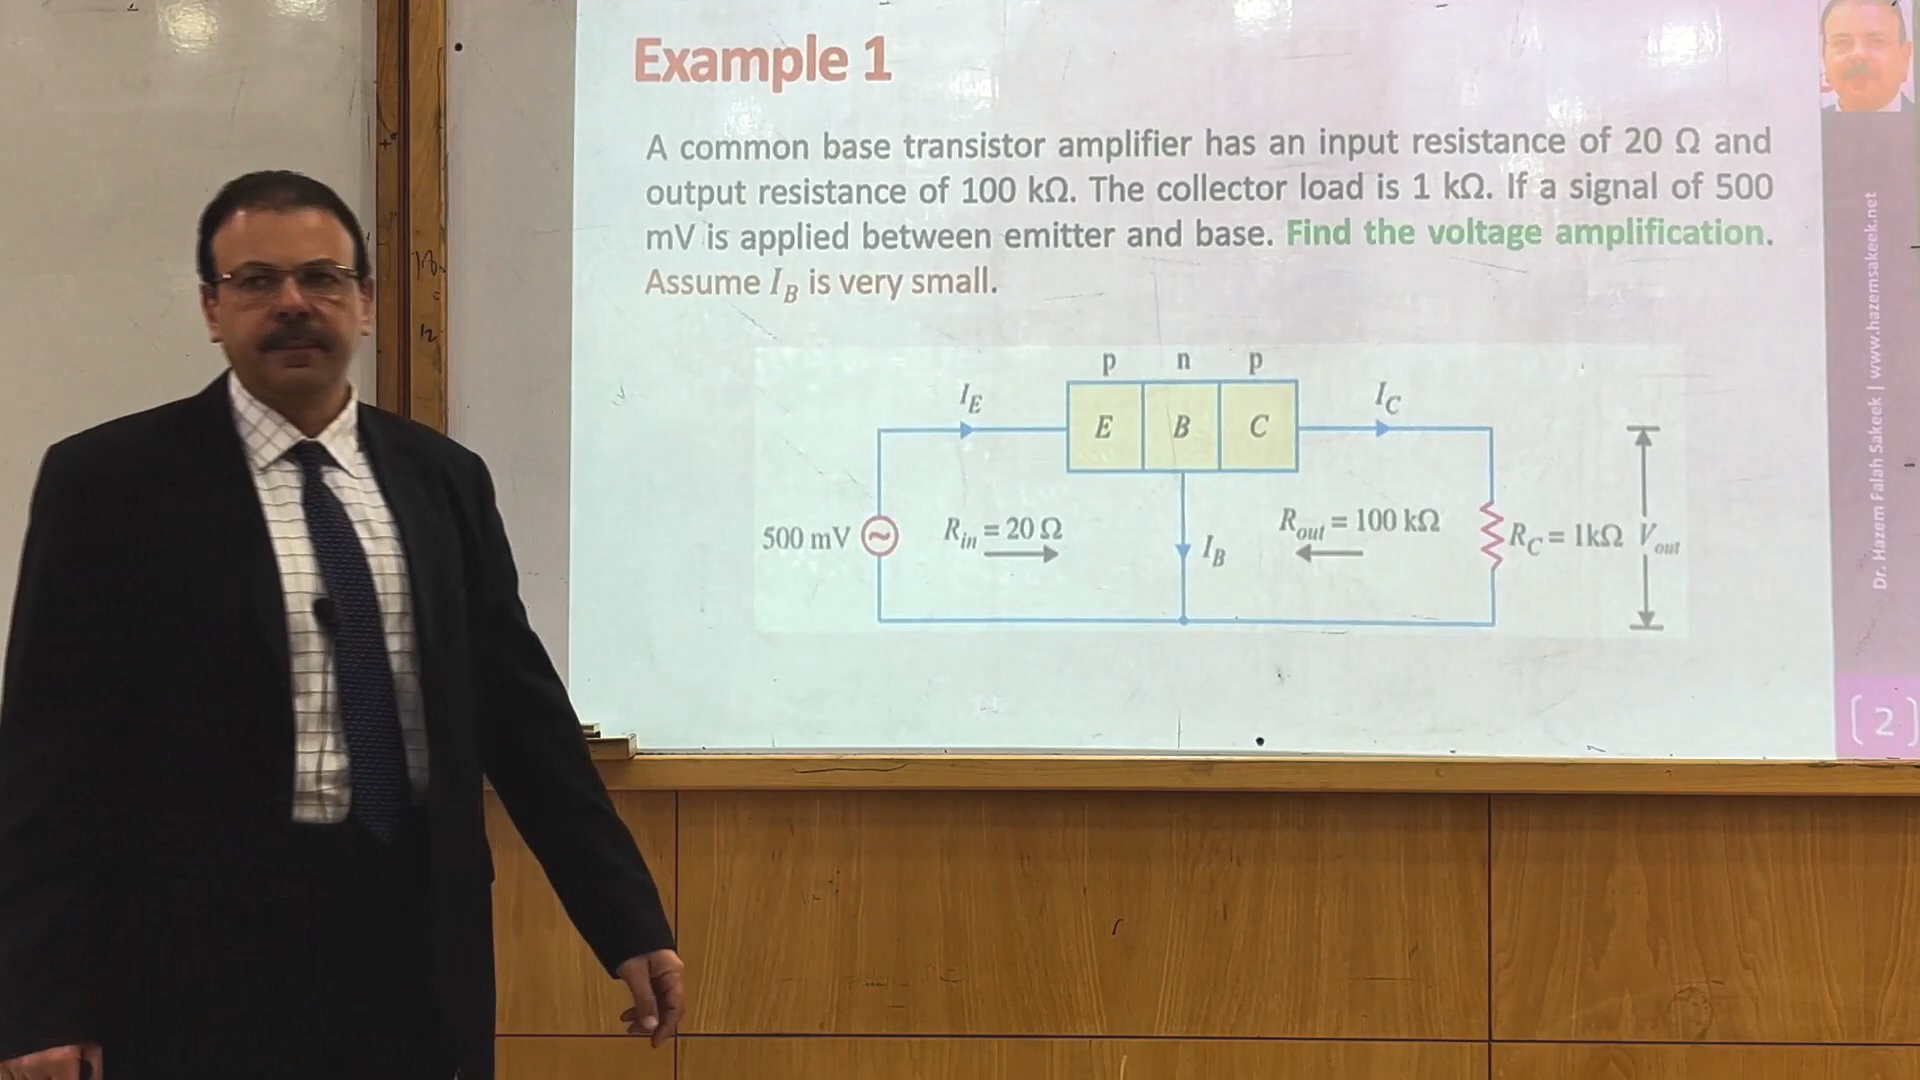 Example 1
A common base transistor amplifier has an input resistance of 20 Ω and
output resistance of 100 kΩ. The collector load is 1 kΩ. If a signal of 500
mV is applied between emitter and base. Find the voltage amplification.
Assume I_B is very small.
p n p
I_E
I_C
E B C
500 mV
R_in = 20 Ω
I_B
R_out = 100 kΩ
R_C = 1kΩ
V_out
Dr. Hazem Falah Sakeek | www.hazemsakeek.net
[2]